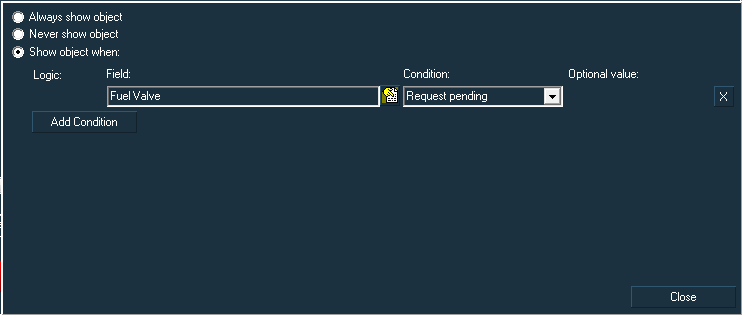 Always show object
Never show object
Show object when:
Logic: Field: Condition: Optional value:
Fuel Valve Request pending X
Add Condition
Close